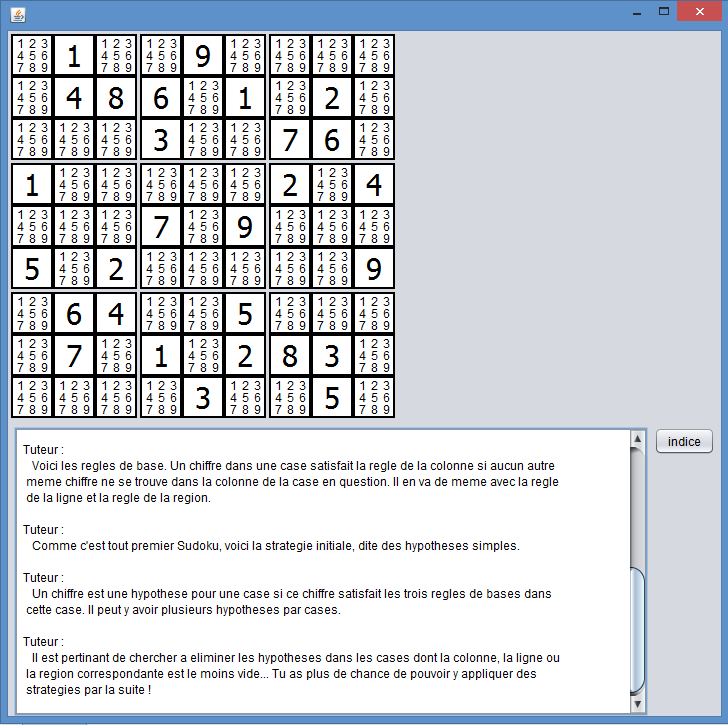 1 2 3 1 2 3 1 2 3 1 2 3 1 2 3 1 2 3 1 2 3
4 5 6 1 4 5 6 4 5 6 9 4 5 6 4 5 6 4 5 6 4 5 6
7 8 9 7 8 9 7 8 9 7 8 9 7 8 9 7 8 9 7 8 9
1 2 3 1 2 3 1 2 3 1 2 3
4 5 6 4 8 6 4 5 6 1 4 5 6 2 4 5 6
7 8 9 7 8 9 7 8 9 7 8 9
1 2 3 1 2 3 1 2 3 1 2 3 1 2 3 1 2 3
4 5 6 4 5 6 4 5 6 3 4 5 6 4 5 6 7 6 4 5 6
7 8 9 7 8 9 7 8 9 7 8 9 7 8 9 7 8 9
1 2 3 1 2 3 1 2 3 1 2 3 1 2 3 1 2 3
1 4 5 6 4 5 6 4 5 6 4 5 6 4 5 6 2 4 5 6 4
7 8 9 7 8 9 7 8 9 7 8 9 7 8 9 7 8 9
1 2 3 1 2 3 1 2 3 1 2 3 1 2 3 1 2 3 1 2 3
4 5 6 4 5 6 4 5 6 7 4 5 6 9 4 5 6 4 5 6 4 5 6
7 8 9 7 8 9 7 8 9 7 8 9 7 8 9 7 8 9 7 8 9
1 2 3 1 2 3 1 2 3 1 2 3 1 2 3 1 2 3
5 4 5 6 2 4 5 6 4 5 6 4 5 6 4 5 6 4 5 6 9
7 8 9 7 8 9 7 8 9 7 8 9 7 8 9 7 8 9
1 2 3 1 2 3 1 2 3 1 2 3 1 2 3 1 2 3
4 5 6 6 4 4 5 6 4 5 6 5 4 5 6 4 5 6 4 5 6
7 8 9 7 8 9 7 8 9 7 8 9 7 8 9 7 8 9
1 2 3 1 2 3 1 2 3 1 2 3
4 5 6 7 4 5 6 1 4 5 6 2 8 3 4 5 6
7 8 9 7 8 9 7 8 9 7 8 9
1 2 3 1 2 3 1 2 3 1 2 3 1 2 3 1 2 3 1 2 3
4 5 6 4 5 6 4 5 6 4 5 6 3 4 5 6 4 5 6 5 4 5 6
7 8 9 7 8 9 7 8 9 7 8 9 7 8 9 7 8 9 7 8 9
Tuteur :
Voici les regles de base. Un chiffre dans une case satisfait la regle de la colonne si aucun autre
meme chiffre ne se trouve dans la colonne de la case en question. Il en va de meme avec la regle
de la ligne et la regle de la region.
Tuteur :
Comme c'est tout premier Sudoku, voici la strategie initiale, dite des hypotheses simples.
Tuteur :
Un chiffre est une hypothese pour une case si ce chiffre satisfait les trois regles de bases dans
cette case. Il peut y avoir plusieurs hypotheses par cases.
Tuteur :
Il est pertinant de chercher a eliminer les hypotheses dans les cases dont la colonne, la ligne ou
la region correspondante est le moins vide... Tu as plus de chance de pouvoir y appliquer des
strategies par la suite !
indice